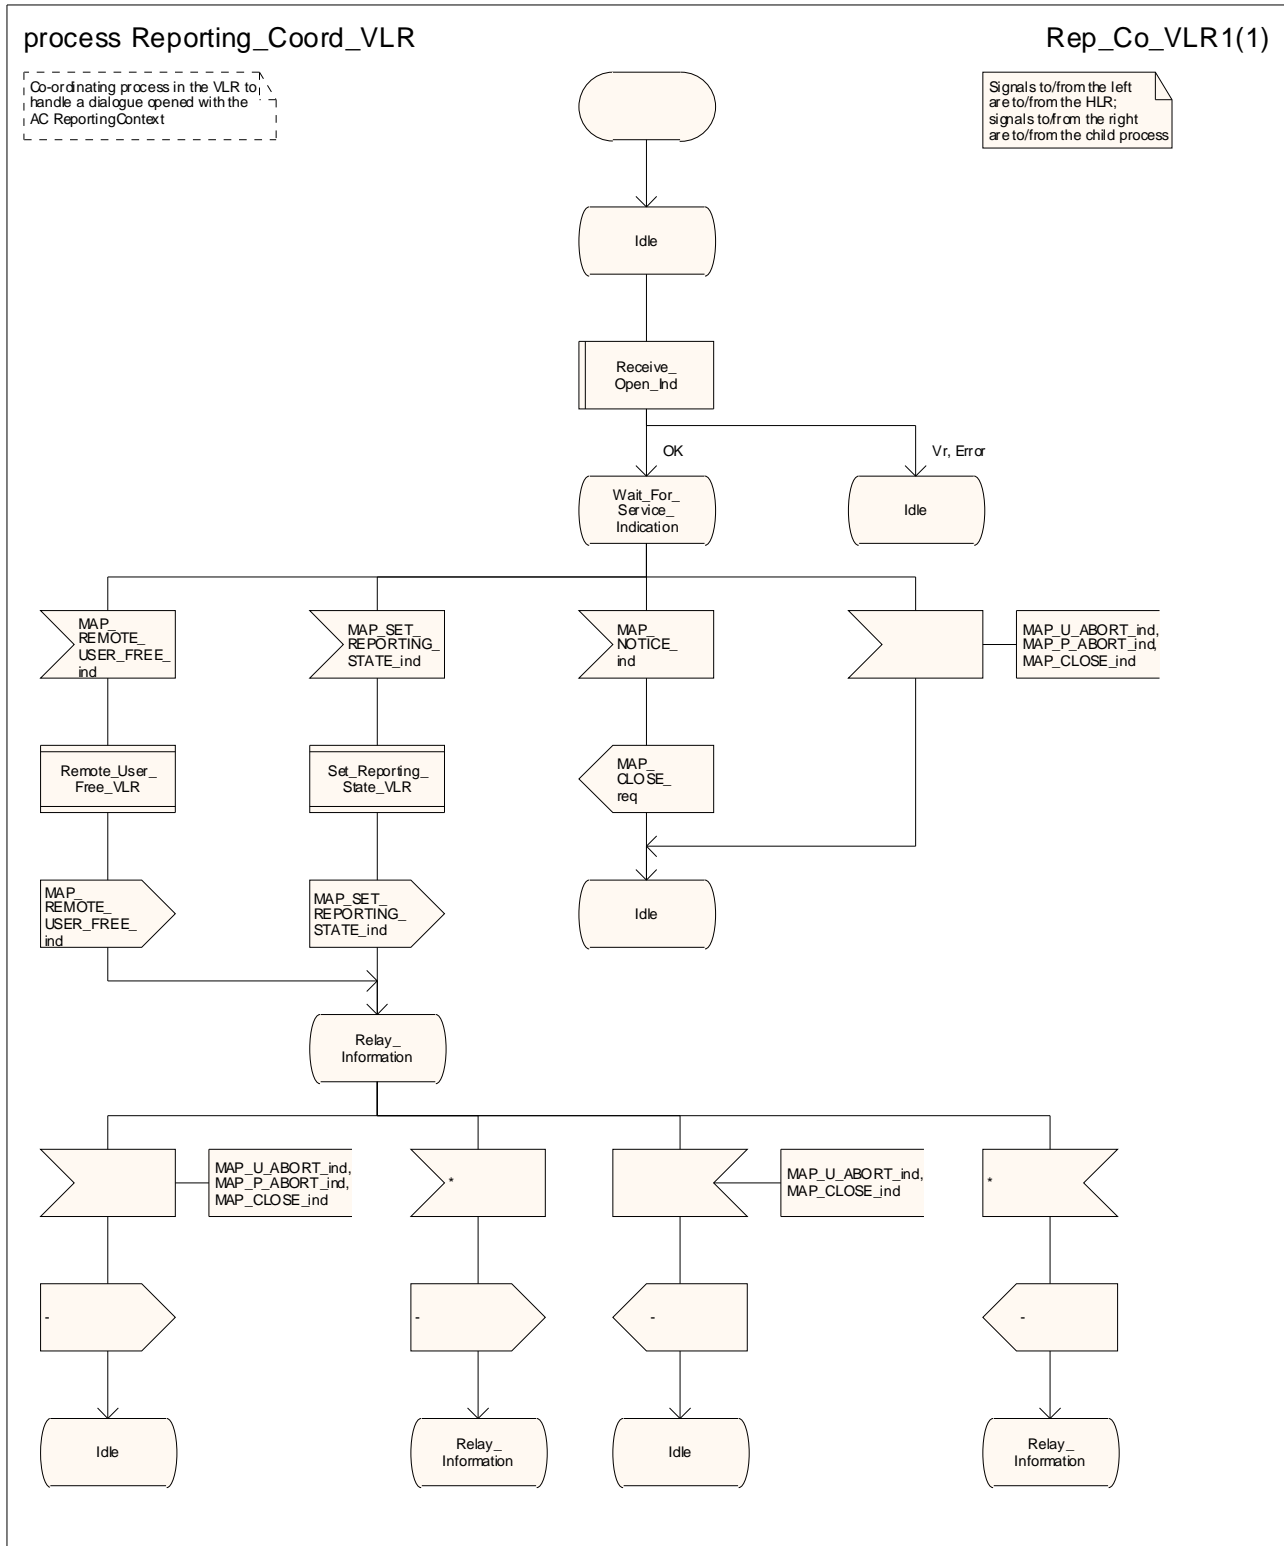 process Reporting_Coord_VLR
Rep_Co_VLR1(1)
Co-ordinating process in the VLR to
handle a dialogue opened with the
AC ReportingContext
Signals to/from the left
are to/from the HLR;
signals to/from the right
are to/from the child process
Idle
Receive_
Open_Ind
OK
Vr, Error
Wait_For_
Service_
Indication
Idle
MAP_
REMOTE_
USER_FREE_
ind
MAP_SET_
REPORTING_
STATE_ind
MAP_
NOTICE_
ind
MAP_U_ABORT_ind,
MAP_P_ABORT_ind,
MAP_CLOSE_ind
Remote_User_
Free_VLR
Set_Reporting_
State_VLR
MAP_
CLOSE_
req
MAP_
REMOTE_
USER_FREE_
ind
MAP_SET_
REPORTING_
STATE_ind
Idle
Relay_
Information
MAP_U_ABORT_ind,
MAP_P_ABORT_ind,
MAP_CLOSE_ind
*
MAP_U_ABORT_ind,
MAP_CLOSE_ind
*
-
-
-
-
Idle
Relay_
Information
Idle
Relay_
Information